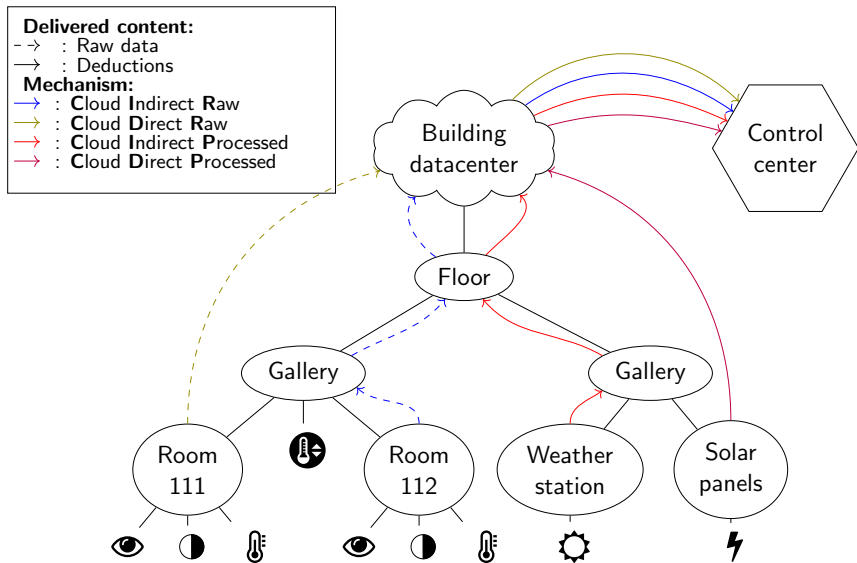 Delivered content:
: Raw data
: Deductions
Mechanism:
: Cloud Indirect Raw
: Cloud Direct Raw
: Cloud Indirect Processed
: Cloud Direct Processed
Building
datacenter
Control
center
Floor
Gallery
Gallery
Room
111
Room
112
Weather
station
Solar
panels